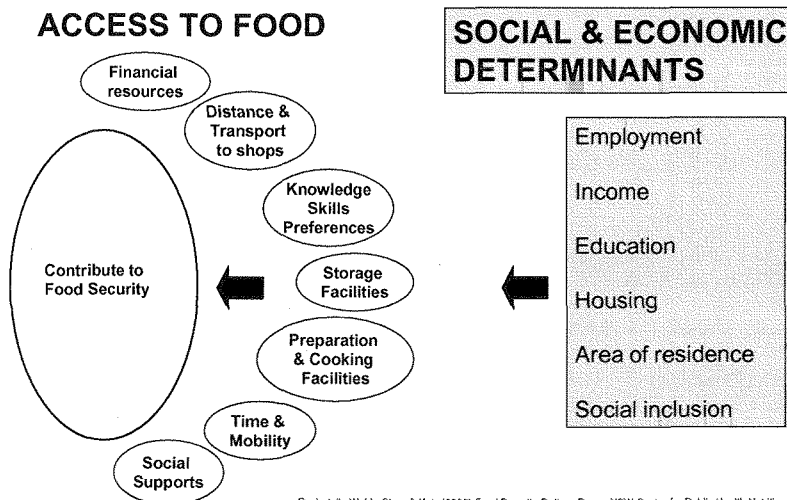 ACCESS TO FOOD
SOCIAL & ECONOMIC
DETERMINANTS
Financial
resources
Distance &
Transport
to shops
Knowledge
Skills
Preferences
Storage
Facilities
Preparation
& Cooking
Facilities
Time &
Mobility
Social
Supports
Contribute to
Food Security
Employment
Income
Education
Housing
Area of residence
Social inclusion